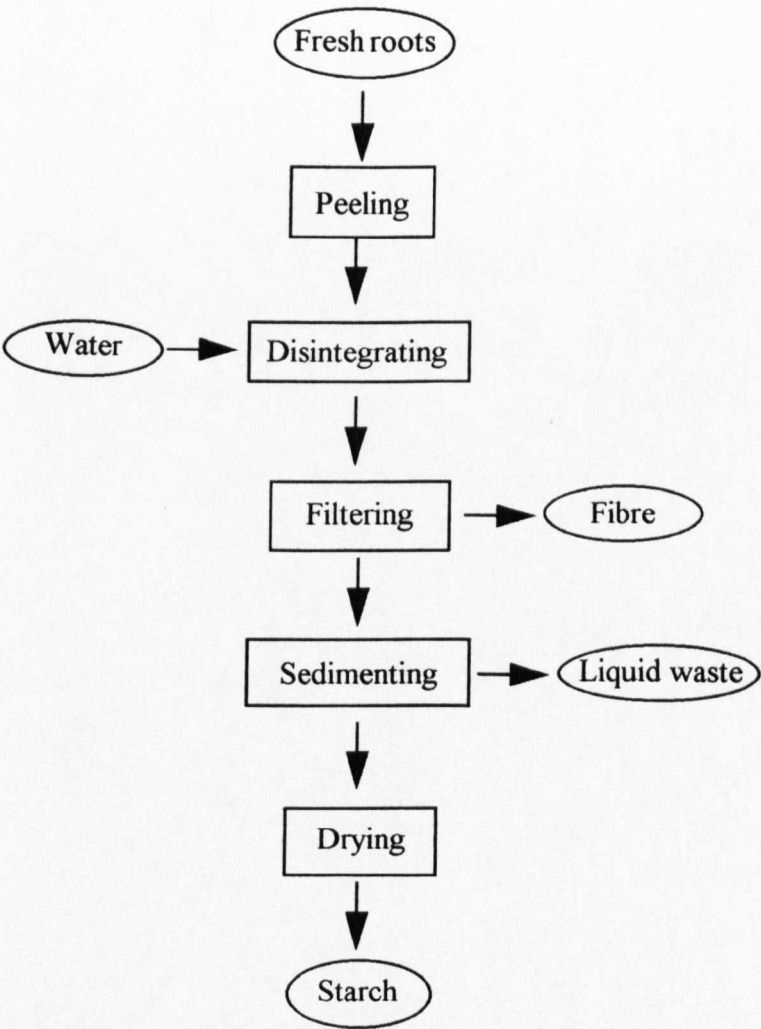 Fresh roots
Peeling
Water
Disintegrating
Filtering
Fibre
Sedimenting
Liquid waste
Drying
Starch